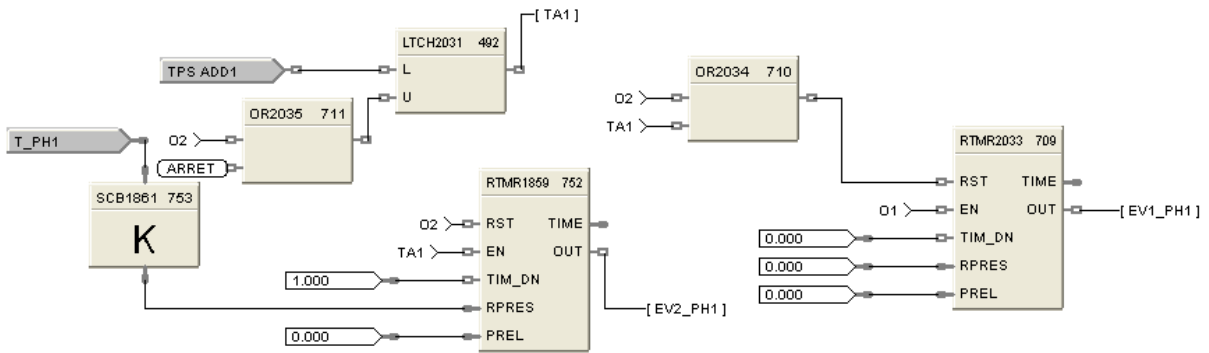 [ TA1 ]
LTCH2031 492
TPS ADD1
L
U
OR2035 711
O2
ARRET
T_PH1
SCB1861 753
K
RTMR1859 752
O2
RST TIME
TA1
EN OUT
1.000
TIM_DN
RPRES
0.000
PREL
[ EV2_PH1 ]
OR2034 710
O2
TA1
RTMR2033 709
RST TIME
O1
EN OUT
[ EV1_PH1 ]
0.000
TIM_DN
0.000
RPRES
0.000
PREL